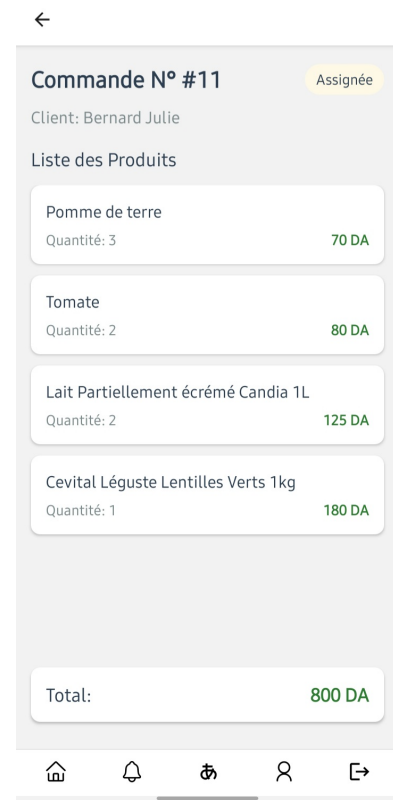 Commande N° #11
Assignée
Client: Bernard Julie
Liste des Produits
Pomme de terre
Quantité: 3
70 DA
Tomate
Quantité: 2
80 DA
Lait Partiellement écrémé Candia 1L
Quantité: 2
125 DA
Cevital Léguste Lentilles Verts 1kg
Quantité: 1
180 DA
Total:
800 DA
あ